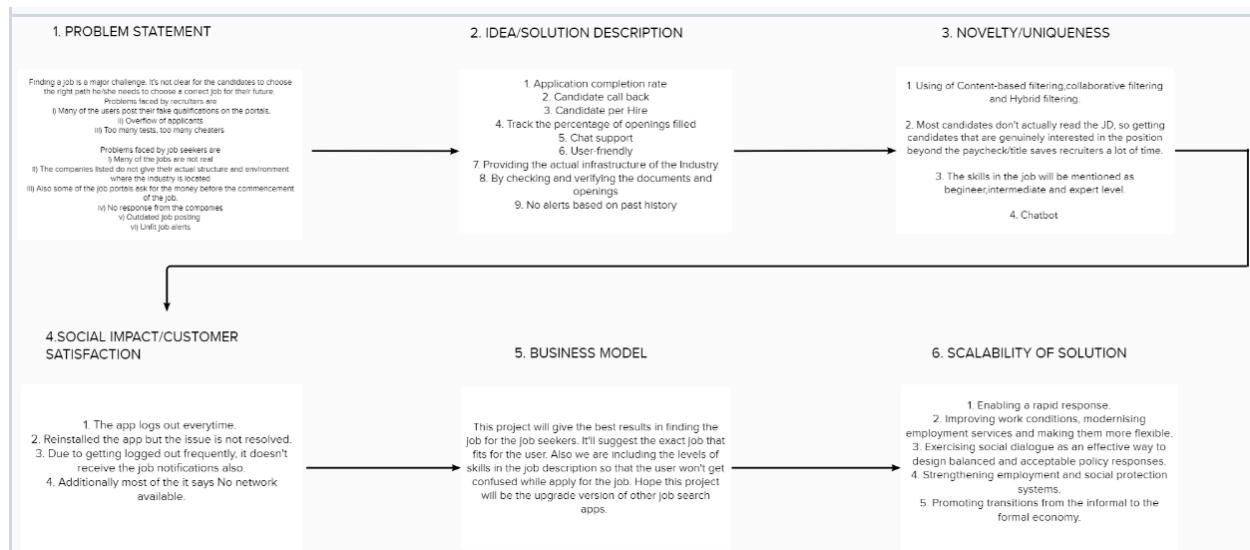 1. PROBLEM STATEMENT
Finding a job is a major challenge. It's not clear for the candidates to choose
the right path he/she needs to choose a correct job for their future.
Problems faced by recruiters are
i) Many of the users post their fake qualifications on the portals.
ii) Overflow of applicants
iii) Too many tests, too many cheaters
Problems faced by job seekers are
i) Many of the jobs are not real
ii) The companies listed do not give their actual structure and environment
where the industry is located
iii) Also some of the job portals ask for the money before the commencement
of the job.
iv) No response from the companies
v) Outdated job posting
vi) Unfit job alerts
2. IDEA/SOLUTION DESCRIPTION
1. Application completion rate
2. Candidate call back
3. Candidate per Hire
4. Track the percentage of openings filled
5. Chat support
6. User-friendly
7. Providing the actual infrastructure of the Industry
8. By checking and verifying the documents and
openings
9. No alerts based on past history
3. NOVELTY/UNIQUENESS
1. Using of Content-based filtering,collaborative filtering
and Hybrid filtering.
2. Most candidates don't actually read the JD, so getting
candidates that are genuinely interested in the position
beyond the paycheck/title saves recruiters a lot of time.
3. The skills in the job will be mentioned as
begineer,intermediate and expert level.
4. Chatbot
4.SOCIAL IMPACT/CUSTOMER
SATISFACTION
1. The app logs out everytime.
2. Reinstalled the app but the issue is not resolved.
3. Due to getting logged out frequently, it doesn't
receive the job notifications also.
4. Additionally most of the it says No network
available.
5. BUSINESS MODEL
This project will give the best results in finding the
job for the job seekers. It'll suggest the exact job that
fits for the user. Also we are including the levels of
skills in the job description so that the user won't get
confused while apply for the job. Hope this project
will be the upgrade version of other job search
apps.
6. SCALABILITY OF SOLUTION
1. Enabling a rapid response.
2. Improving work conditions, modernising
employment services and making them more flexible.
3. Exercising social dialogue as an effective way to
design balanced and acceptable policy responses.
4. Strengthening employment and social protection
systems.
5. Promoting transitions from the informal to the
formal economy.